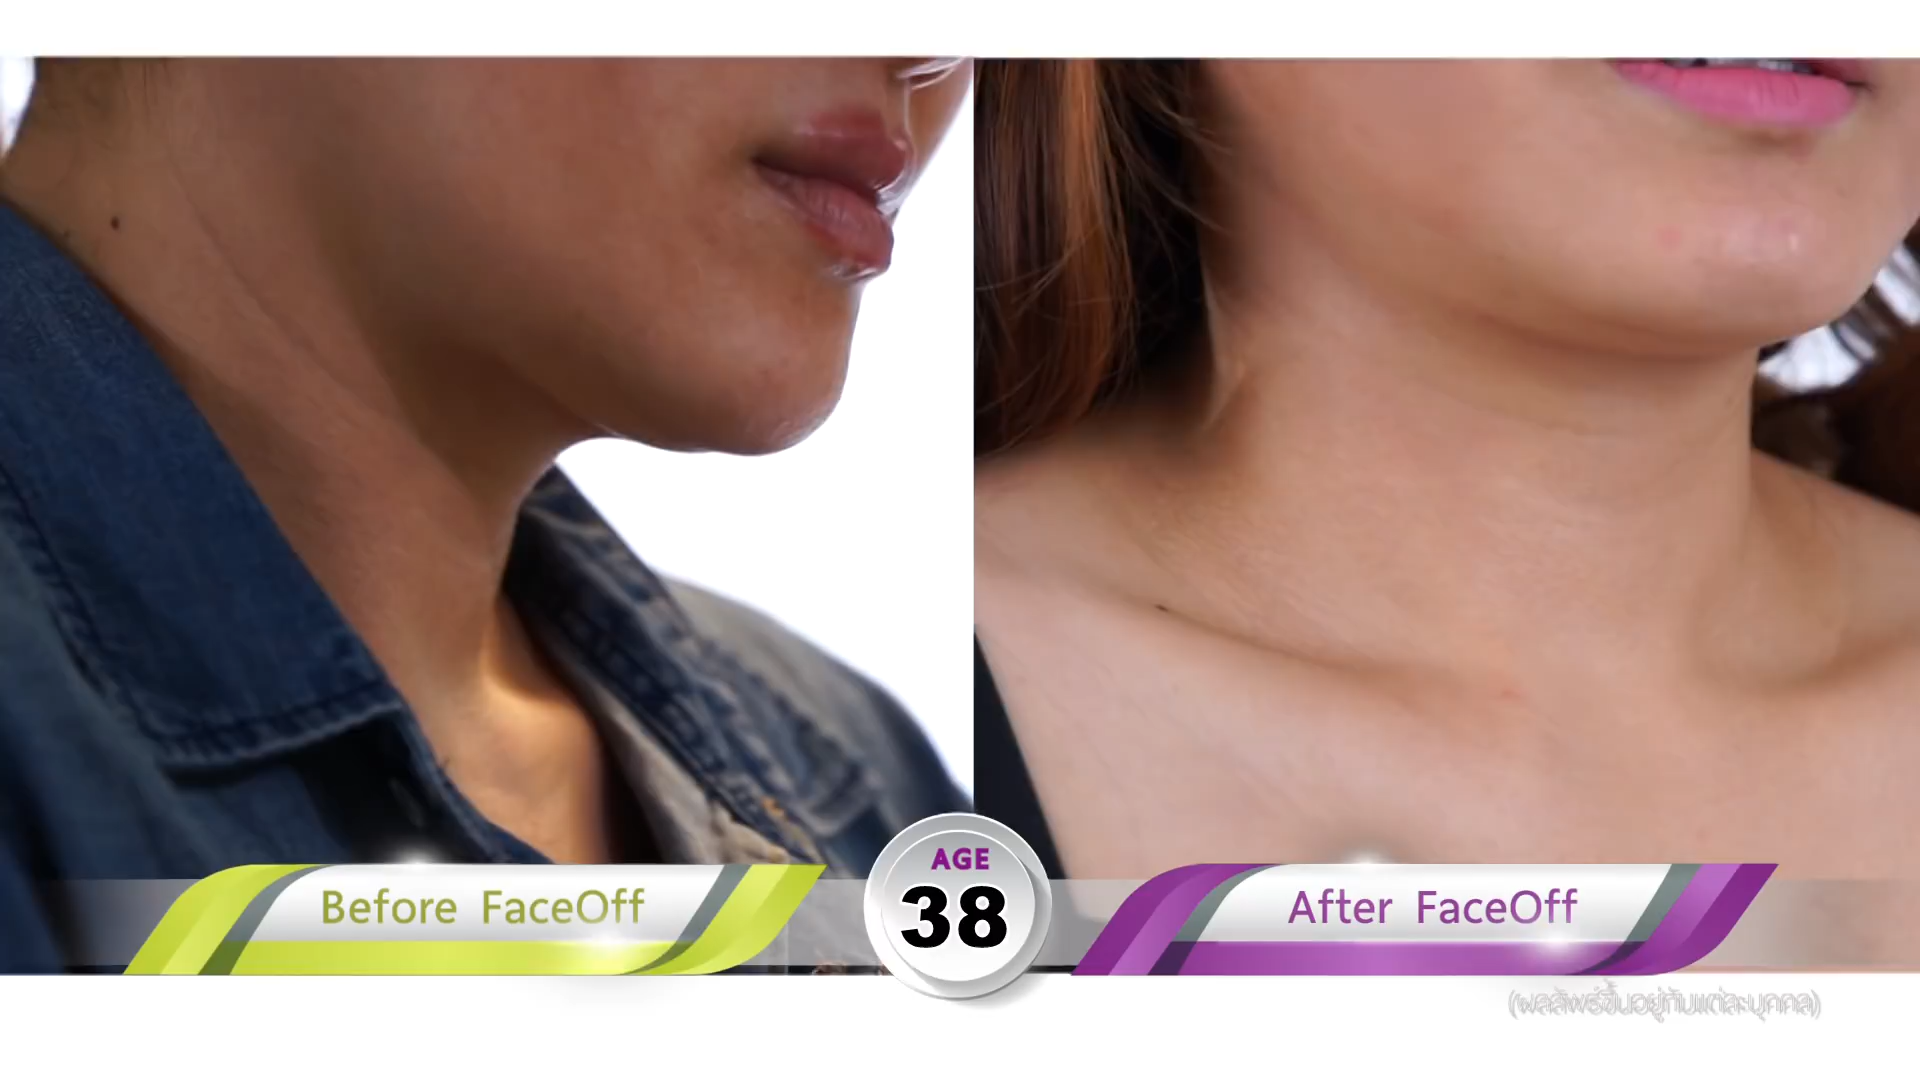 Before FaceOff
AGE
38
After FaceOff
(ผลลัพธ์ขึ้นอยู่กับแต่ละบุคคล)